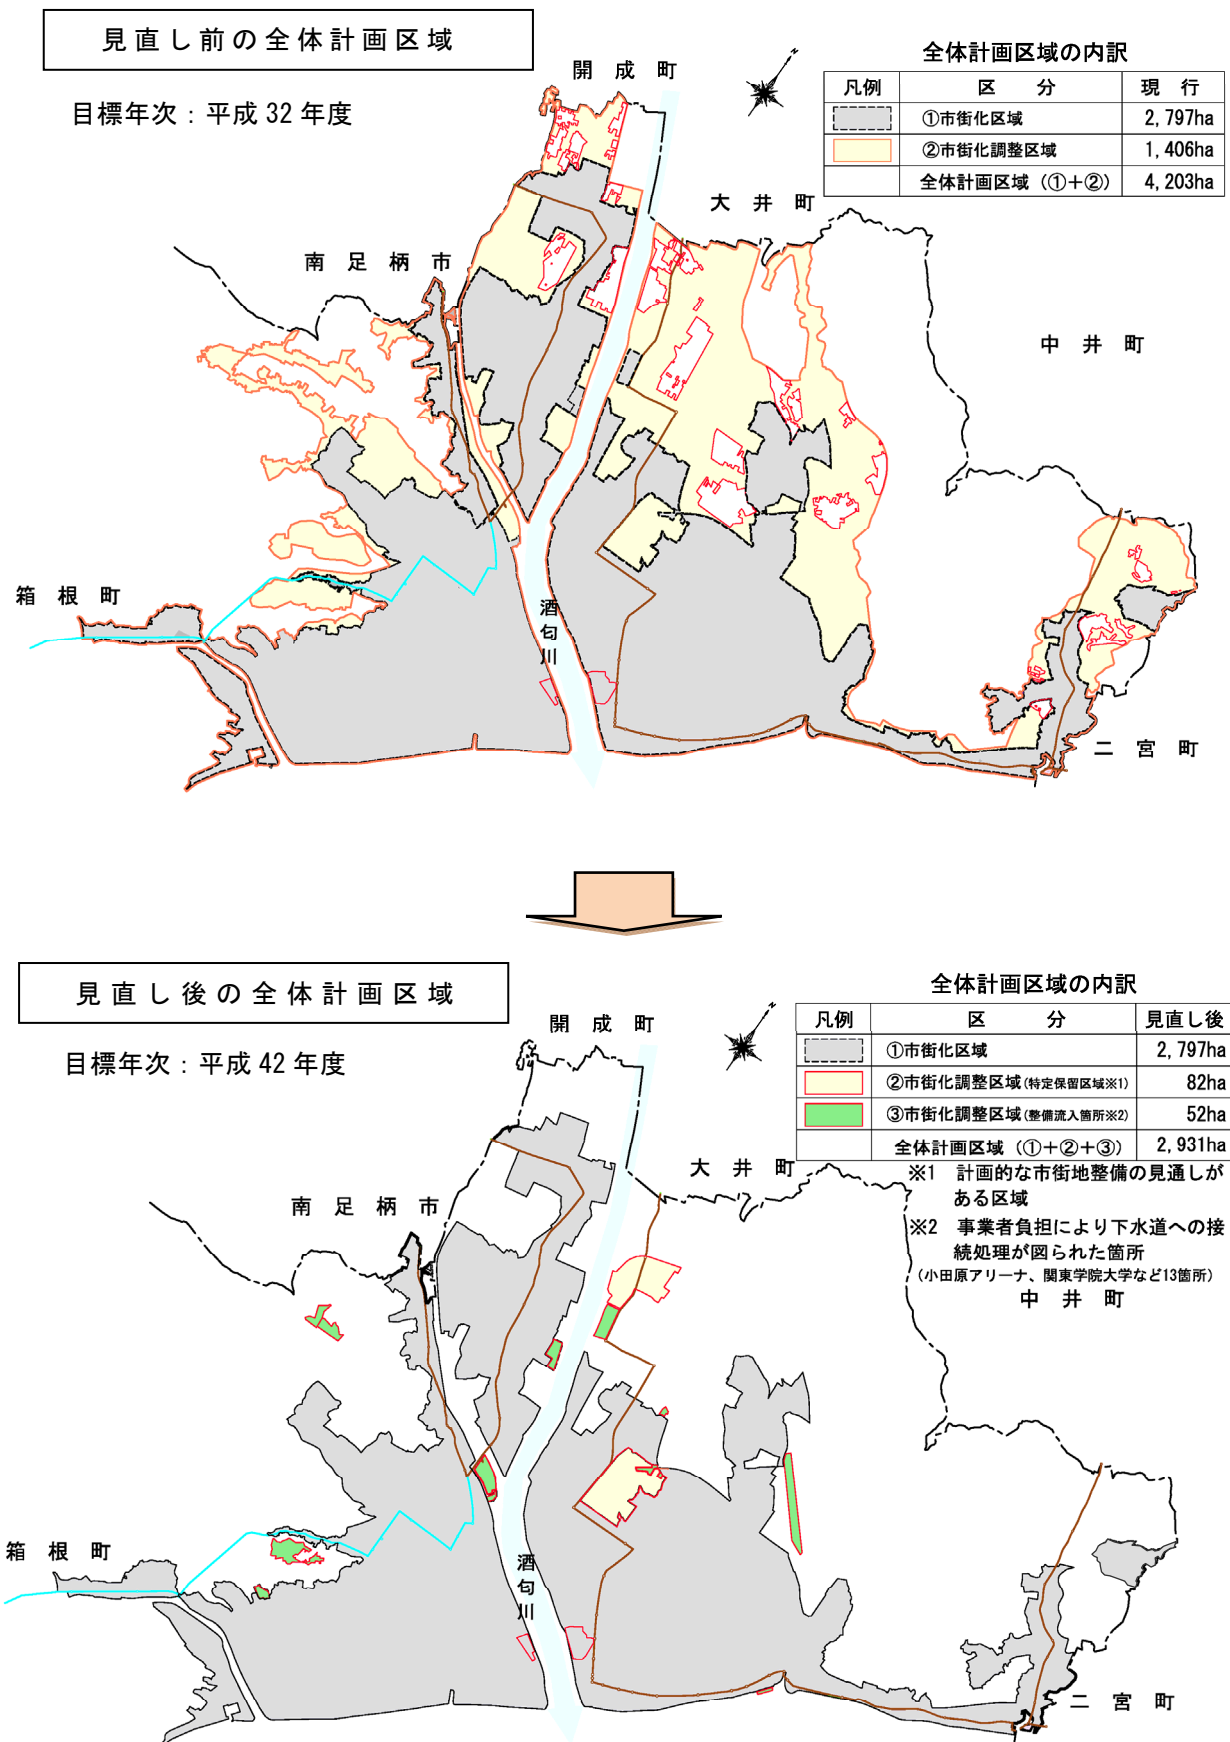 見直し前の全体計画区域
目標年次：平成 32 年度
全体計画区域の内訳
凡例 区 分 現 行
①市街化区域 2,797ha
②市街化調整区域 1,406ha
全体計画区域（①＋②） 4,203ha
開 成 町
大 井 町
南 足 柄 市
中 井 町
箱 根 町
酒匂川
二 宮 町
見直し後の全体計画区域
目標年次：平成 42 年度
全体計画区域の内訳
凡例 区 分 見直し後
①市街化区域 2,797ha
②市街化調整区域(特定保留区域※1) 82ha
③市街化調整区域(整備流入箇所※2) 52ha
全体計画区域（①＋②＋③） 2,931ha
※1 計画的な市街地整備の見通しが
ある区域
※2 事業者負担により下水道への接
続処理が図られた箇所
（小田原アリーナ、関東学院大学など13箇所）
開 成 町
大 井 町
南 足 柄 市
中 井 町
箱 根 町
酒匂川
二 宮 町